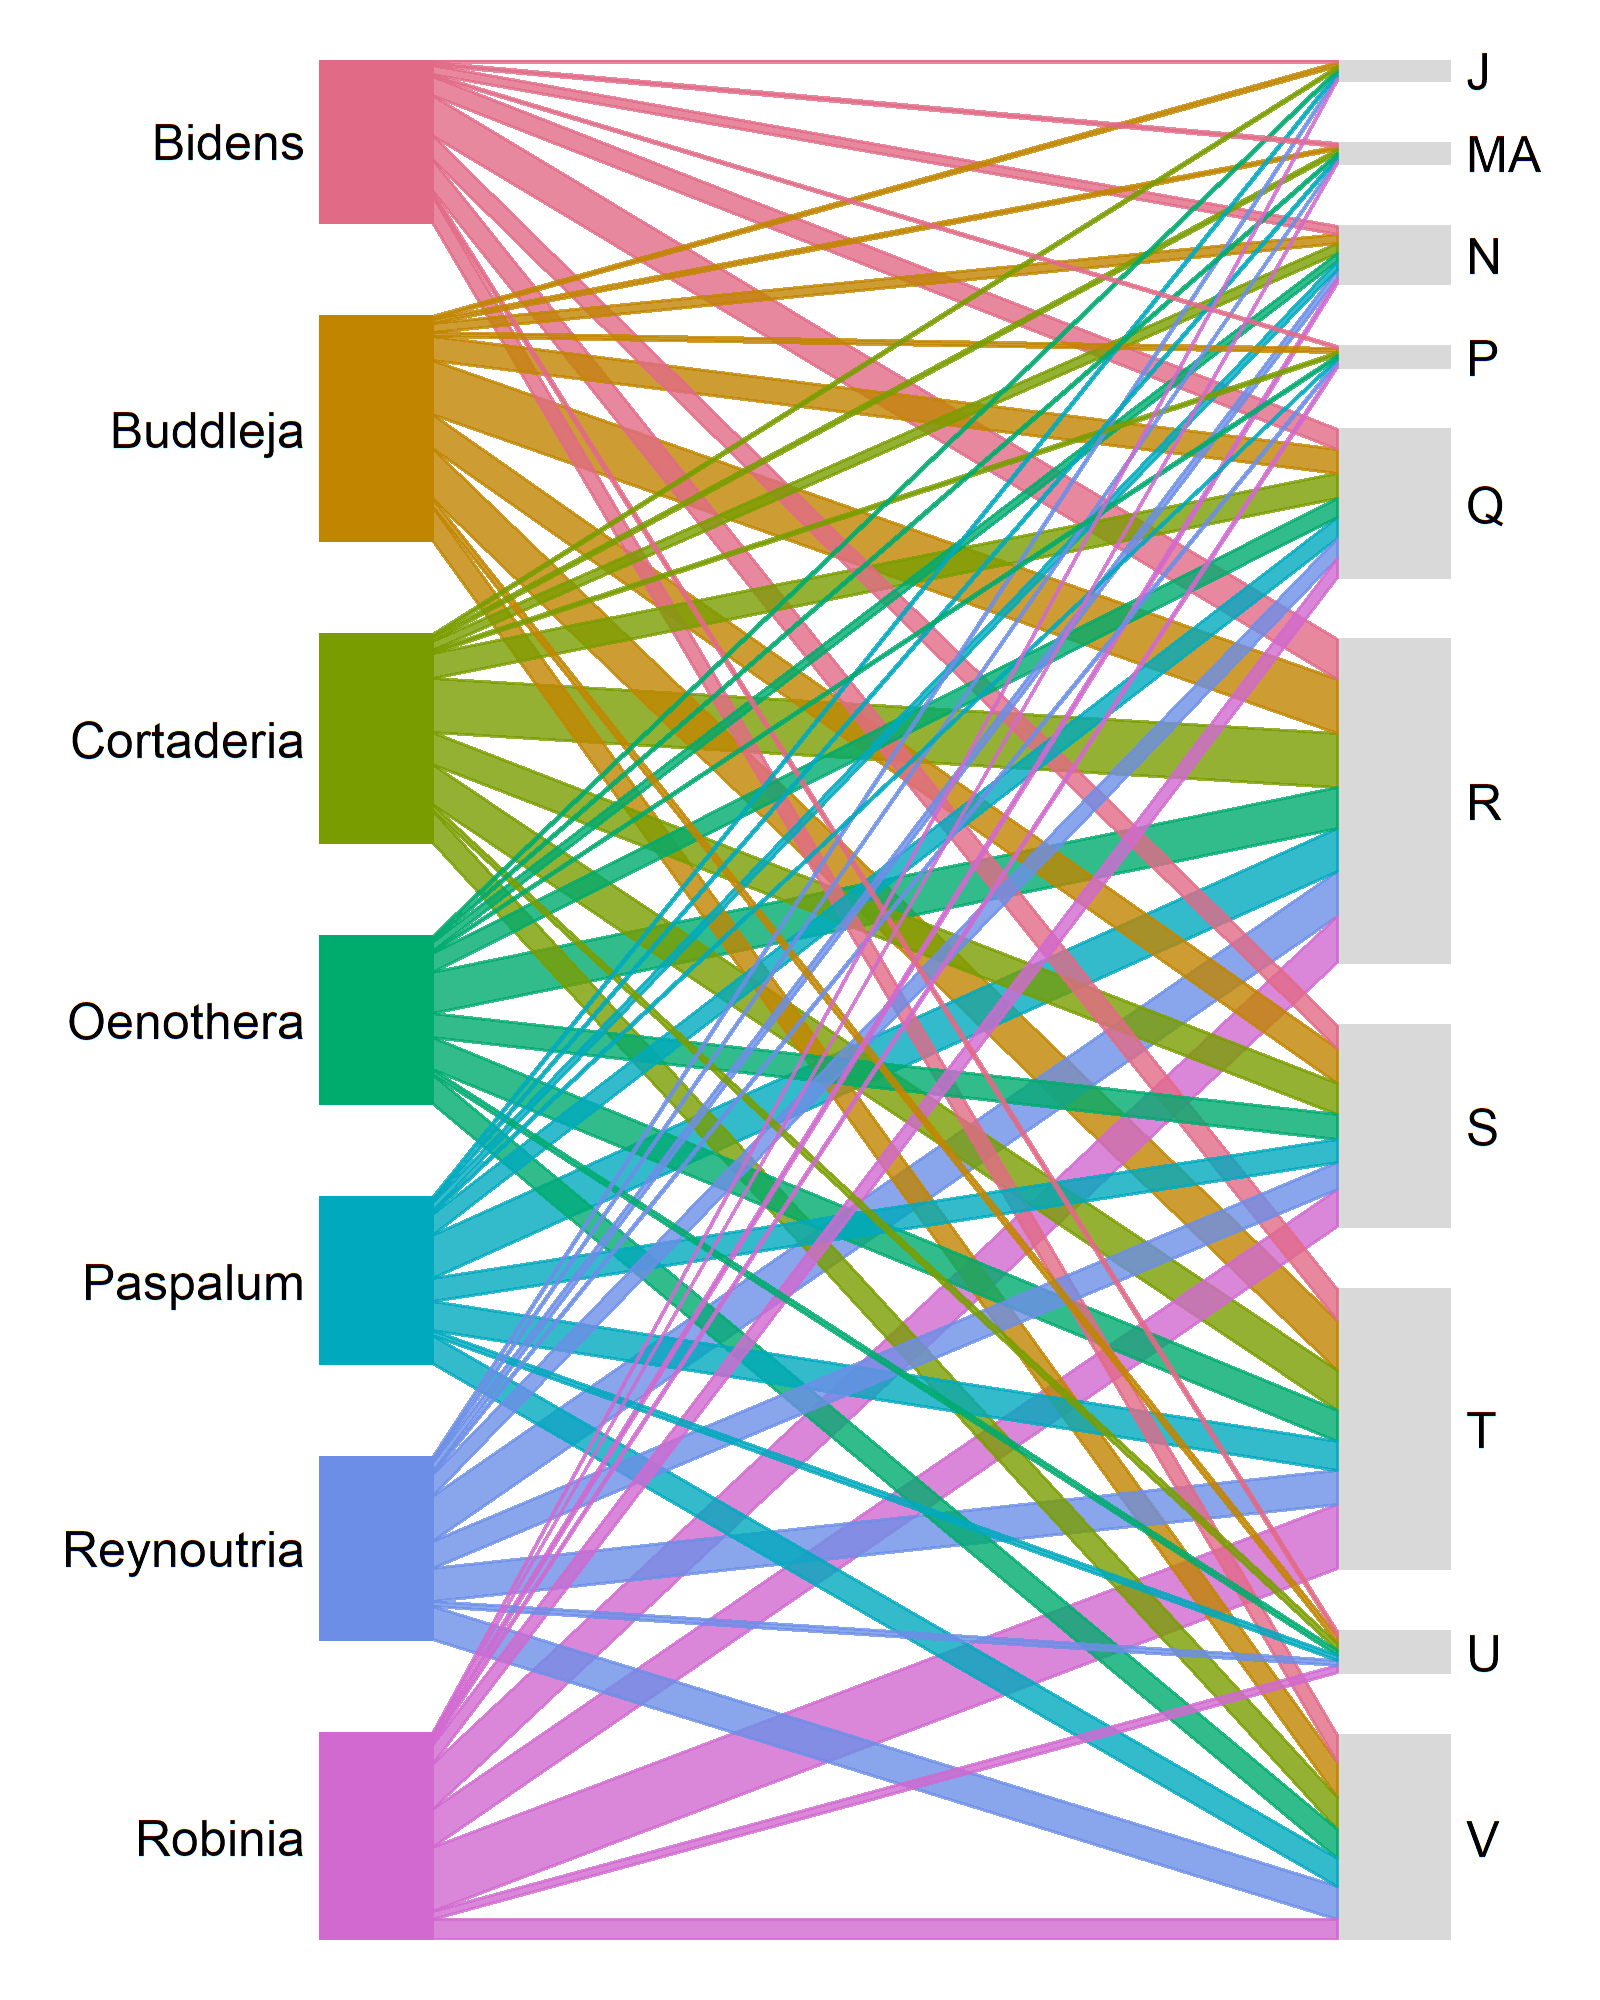 Bidens
Buddleja
Cortaderia
Oenothera
Paspalum
Reynoutria
Robinia
J
MA
N
P
Q
R
S
T
U
V